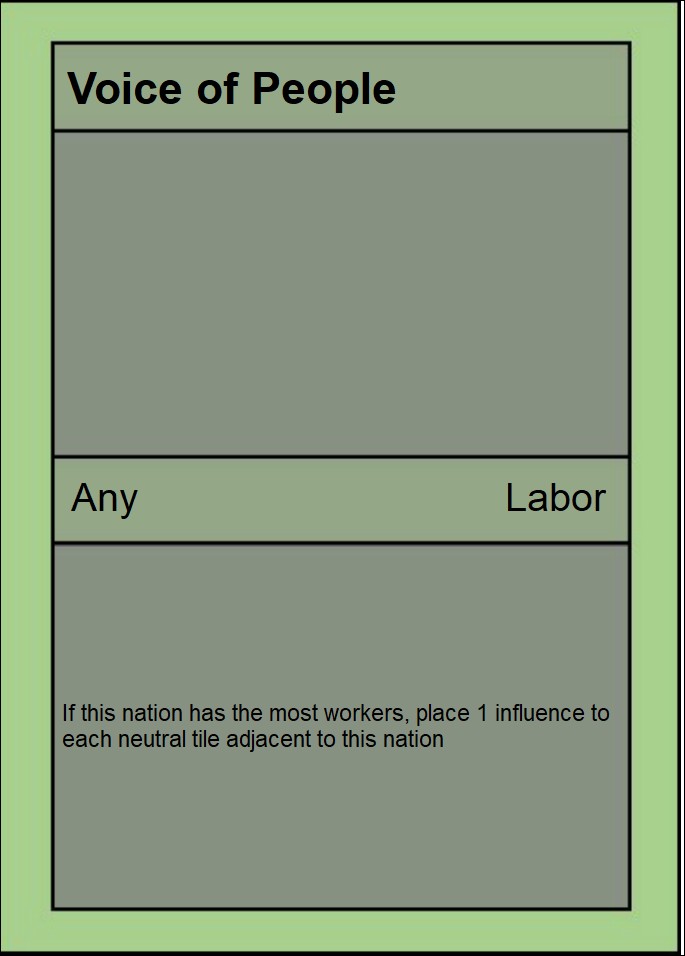 Voice of People
Any Labor
If this nation has the most workers, place 1 influence to
each neutral tile adjacent to this nation